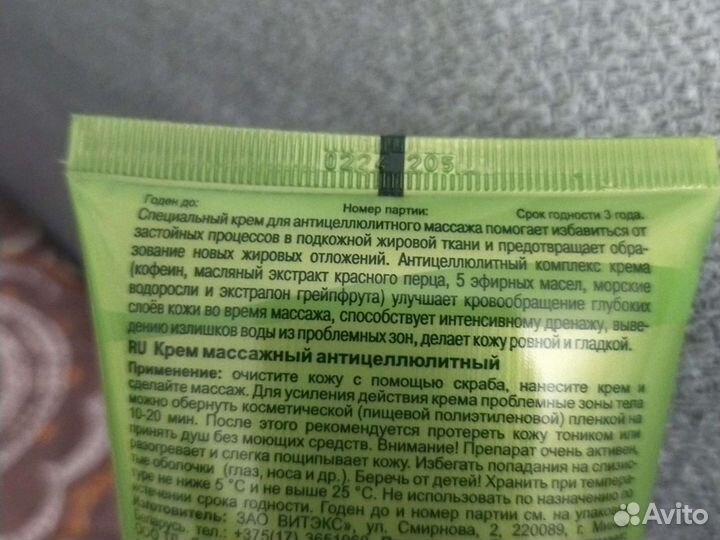 0224 205
Годен до: Номер партии: Срок годности 3 года.
Специальный крем для антицеллюлитного массажа помогает избавиться от
застойных процессов в подкожной жировой ткани и предотвращает обра-
зование новых жировых отложений. Антицеллюлитный комплекс крема
(кофеин, масляный экстракт красного перца, 5 эфирных масел, морские
водоросли и экстрапон грейпфрута) улучшает кровообращение глубоких
слоёв кожи во время массажа, способствует интенсивному дренажу, выве-
дению излишков воды из проблемных зон, делает кожу ровной и гладкой.
RU Крем массажный антицеллюлитный
Применение: очистите кожу с помощью скраба, нанесите крем и
сделайте массаж. Для усиления действия крема проблемные зоны тела
можно обернуть косметической (пищевой полиэтиленовой) пленкой на
10-20 мин. После этого рекомендуется протереть кожу тоником или
принять душ без моющих средств. Внимание! Препарат очень активен,
разогревает и слегка пощипывает кожу. Избегать попадания на слизис-
тые оболочки (глаз, носа и др.). Беречь от детей! Хранить при темпера-
туре не ниже 5 °С и не выше 25 °С. Не использовать по назначению по
истечении срока годности. Годен до и номер партии см. на упаковке.
Изготовитель: ЗАО ВИТЭКС», ул. Смирнова, 2, 220089, г. Минск
Беларусь, тел.: +375(17)
Avito